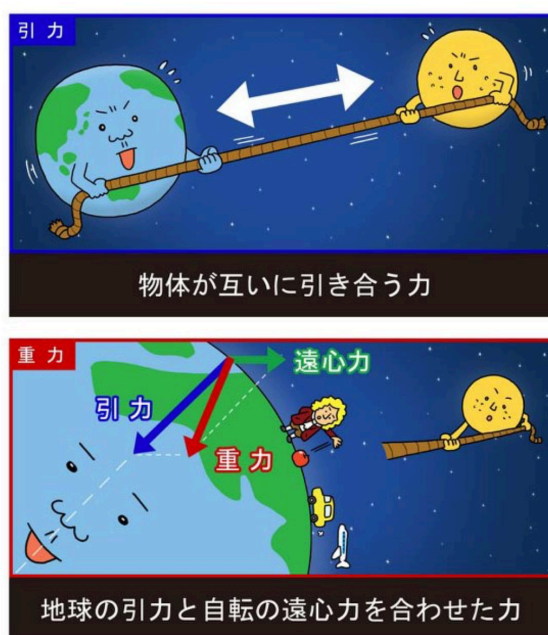 引力
物体が互いに引き合う力
重力
遠心力
引力
重力
地球の引力と自転の遠心力を合わせた力